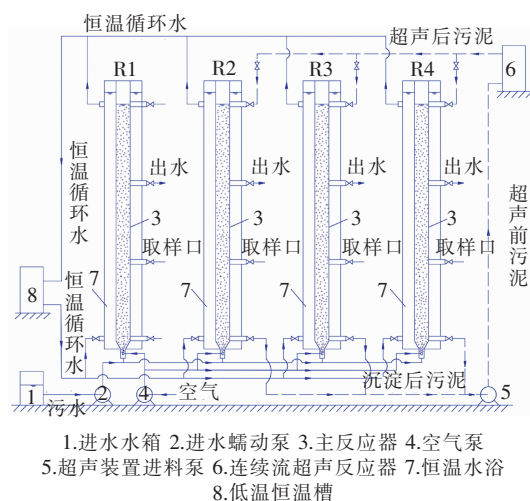 恒温循环水
超声后污泥
6
R1
R2
R3
R4
恒温循环水
出水
出水
出水
出水
超声前污泥
3
3
3
3
取样口
取样口
取样口
取样口
恒温循环水
7
7
7
7
8
空气
沉淀后污泥
1
污水
2
4
5
1.进水水箱 2.进水蠕动泵 3.主反应器 4.空气泵
5.超声装置进料泵 6.连续流超声反应器 7.恒温水浴
8.低温恒温槽